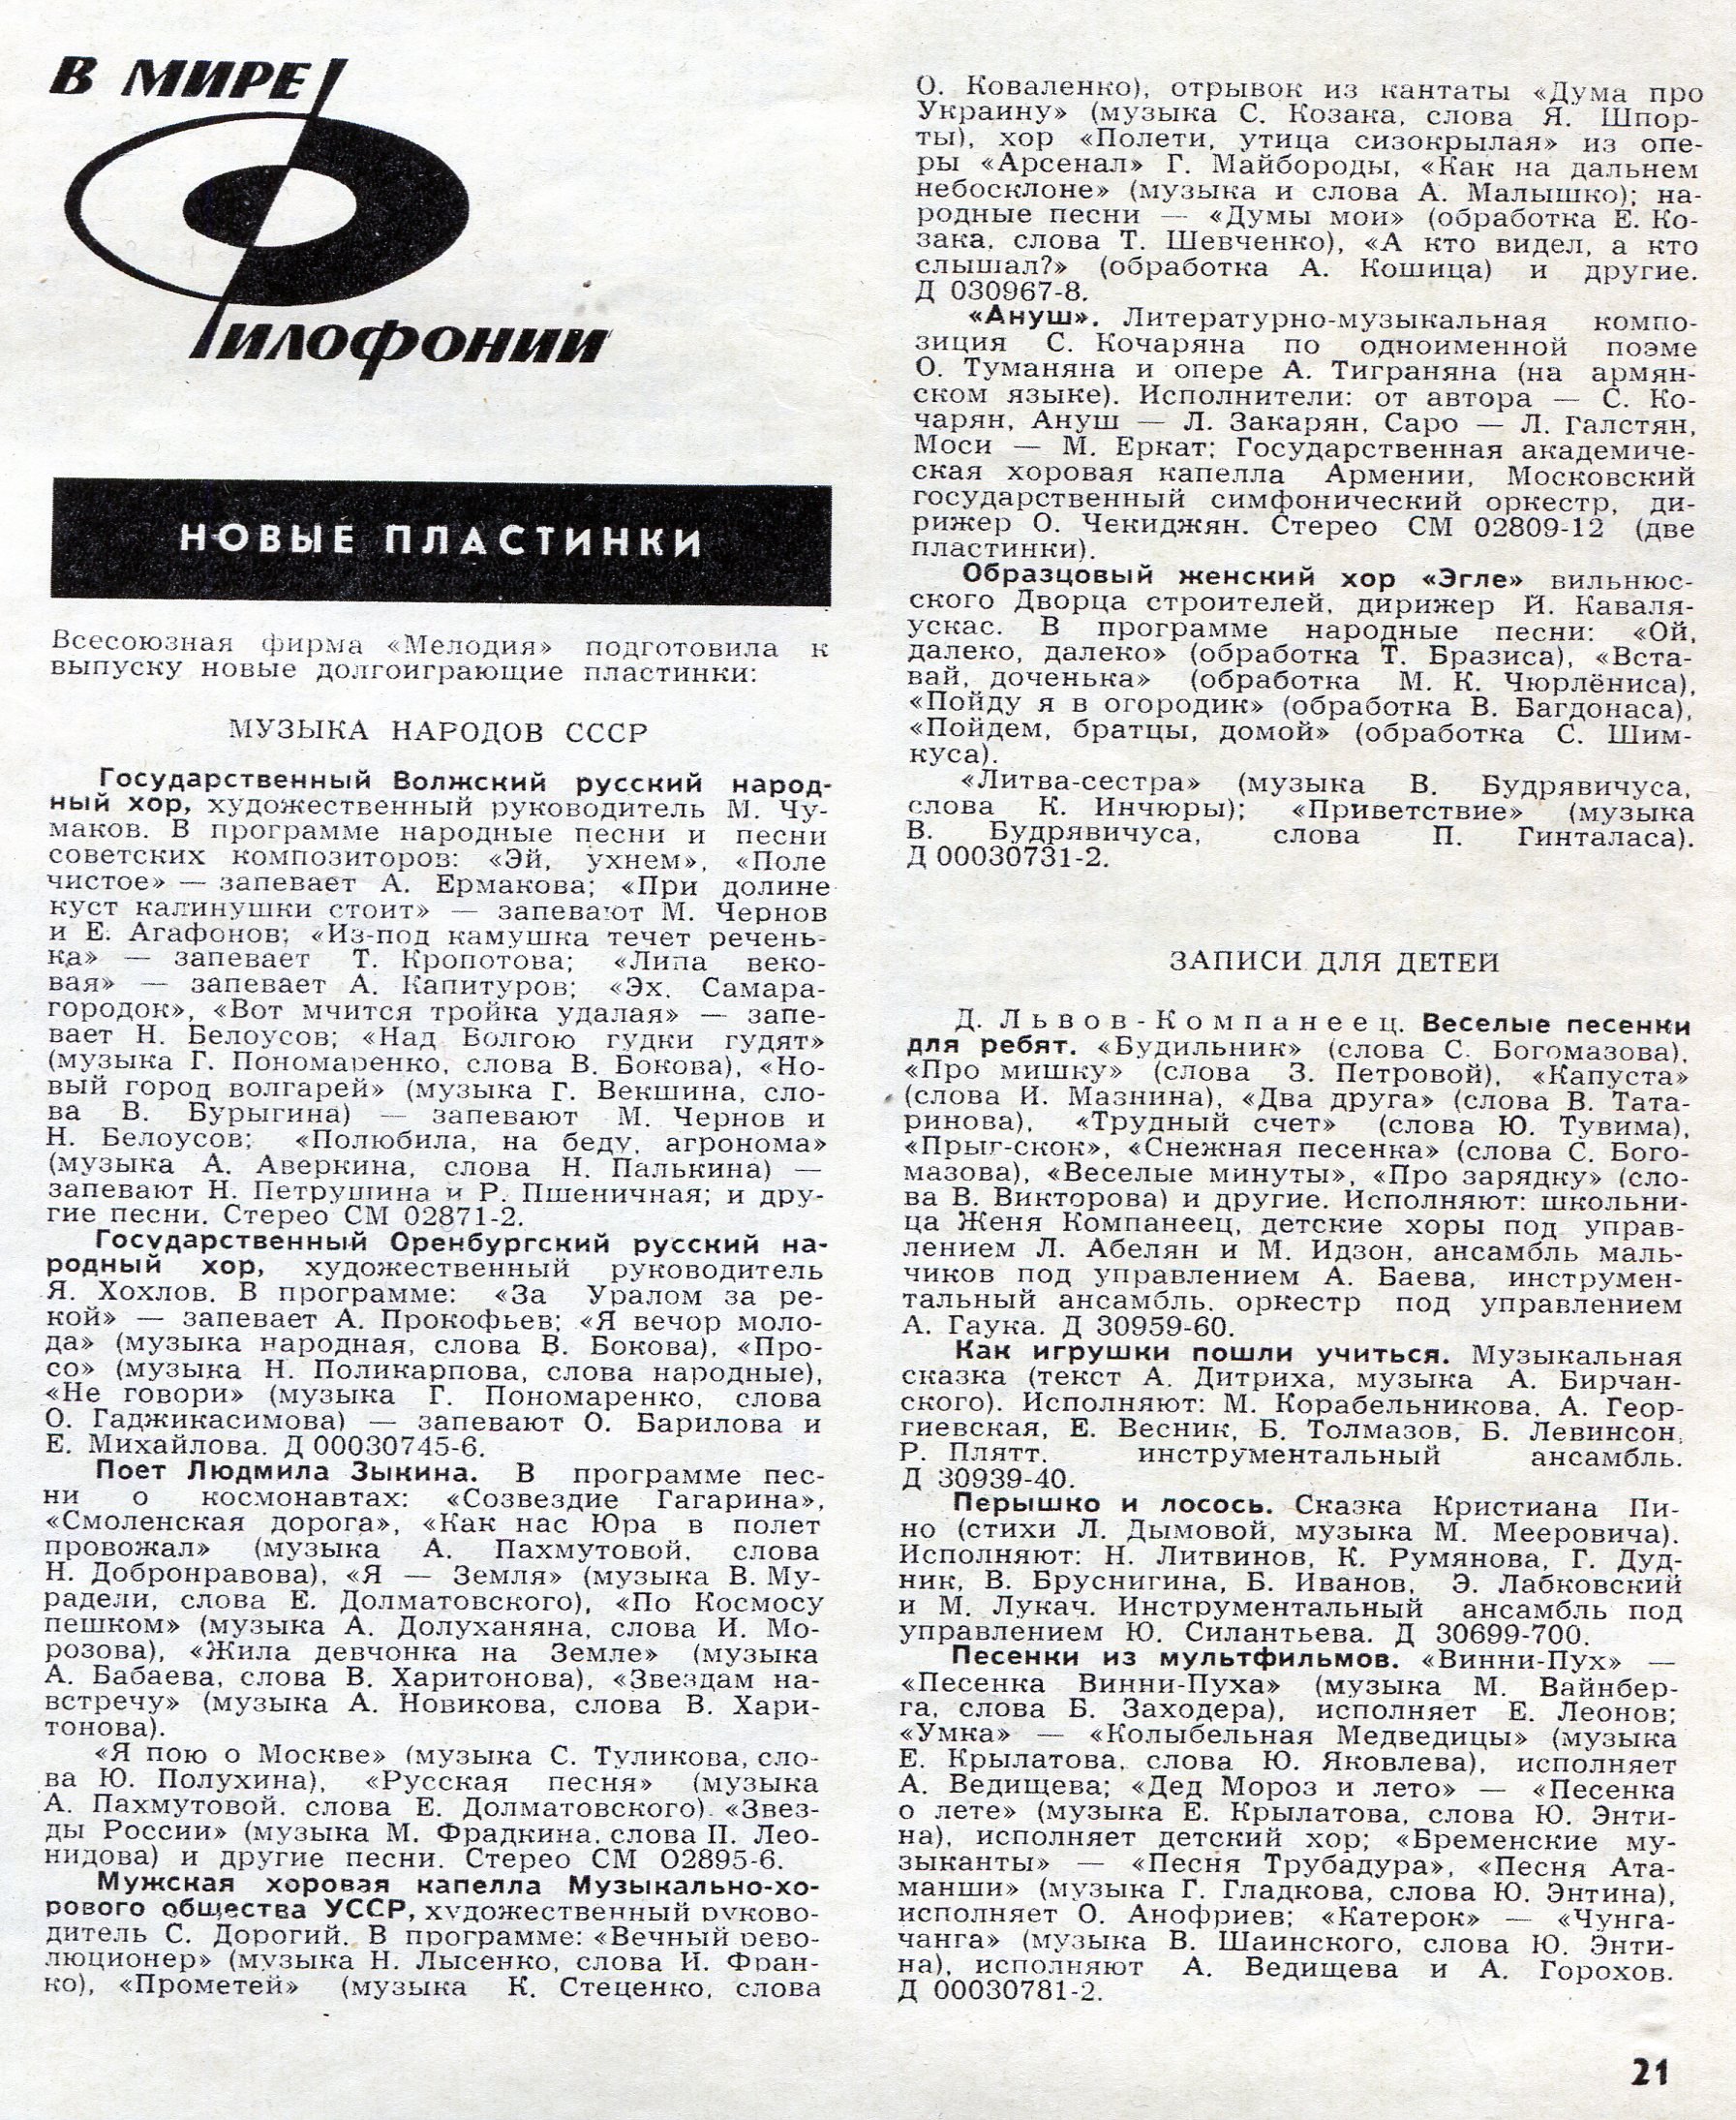 В МИРЕ
ФИЛОФОНИИ
НОВЫЕ ПЛАСТИНКИ
Всесоюзная фирма «Мелодия» подготовила к
выпуску новые долгоиграющие пластинки:
МУЗЫКА НАРОДОВ СССР
Государственный Волжский русский народ-
ный хор, художественный руководитель М. Чу-
маков. В программе народные песни и песни
советских композиторов: «Эй, ухнем», «Поле
чистое» — запевает А. Ермакова; «При долине
куст калинушки стоит» — запевают М. Чернов
и Е. Агафонов; «Из-под камушка течет речень-
ка» — запевает Т. Кропотова; «Липа веко-
вая» — запевает А. Капитуров; «Эх, Самара-
городок», «Вот мчится тройка удалая» — запе-
вает Н. Белоусов; «Над Волгою гудки гудят»
(музыка Г. Пономаренко, слова В. Бокова), «Но-
вый город волгарей» (музыка Г. Векшина, сло-
ва В. Бурыгина) — запевают М. Чернов и
Н. Белоусов; «Полюбила, на беду, агронома»
(музыка А. Аверкина, слова Н. Палькина) —
запевают Н. Петрушина и Р. Пшеничная; и дру-
гие песни. Стерео СМ 02871-2.
Государственный Оренбургский русский на-
родный хор, художественный руководитель
Я. Хохлов. В программе: «За Уралом за ре-
кой» — запевает А. Прокофьев; «Я вечор моло-
да» (музыка народная, слова В. Бокова), «Про-
со» (музыка Н. Поликарпова, слова народные),
«Не говори» (музыка Г. Пономаренко, слова
О. Гаджикасимова) — запевают О. Барилова и
Е. Михайлова. Д 00030745-6.
Поет Людмила Зыкина. В программе пес-
ни о космонавтах: «Созвездие Гагарина»,
«Смоленская дорога», «Как нас Юра в полет
провожал» (музыка А. Пахмутовой, слова
Н. Добронравова), «Я — Земля» (музыка В. Му-
радели, слова Е. Долматовского), «По Космосу
пешком» (музыка А. Долуханяна, слова И. Мо-
розова), «Жила девчонка на Земле» (музыка
А. Бабаева, слова В. Харитонова), «Звездам на-
встречу» (музыка А. Новикова, слова В. Хари-
тонова).
«Я пою о Москве» (музыка С. Туликова, сло-
ва Ю. Полухина), «Русская песня» (музыка
А. Пахмутовой, слова Е. Долматовского). «Звез-
ды России» (музыка М. Фрадкина, слова П. Лео-
нидова) и другие песни. Стерео СМ 02895-6.
Мужская хоровая капелла Музыкально-хо-
рового общества УССР, художественный руково-
дитель С. Дорогий. В программе: «Вечный рево-
люционер» (музыка Н. Лысенко, слова И. Фран-
ко), «Прометей» (музыка К. Стеценко, слова
О. Коваленко), отрывок из кантаты «Дума про
Украину» (музыка С. Козака, слова Я. Шпор-
ты), хор «Полети, утица сизокрылая» из опе-
ры «Арсенал» Г. Майбороды, «Как на дальнем
небосклоне» (музыка и слова А. Малышко); на-
родные песни — «Думы мои» (обработка Е. Ко-
зака, слова Т. Шевченко), «А кто видел, а кто
слышал?» (обработка А. Кошица) и другие.
Д 030967-8.
«Ануш». Литературно-музыкальная компо-
зиция С. Кочаряна по одноименной поэме
О. Туманяна и опере А. Тиграняна (на армян-
ском языке). Исполнители: от автора — С. Ко-
чарян, Ануш — Л. Закарян, Саро — Л. Галстян,
Моси — М. Еркат; Государственная академиче-
ская хоровая капелла Армении, Московский
государственный симфонический оркестр, ди-
рижер О. Чекиджян. Стерео СМ 02809-12 (две
пластинки).
Образцовый женский хор «Эгле» вильнюс-
ского Дворца строителей, дирижер Й. Каваля-
ускас. В программе народные песни: «Ой,
далеко, далеко» (обработка Т. Бразиса), «Вста-
вай, доченька» (обработка М. К. Чюрлёниса),
«Пойду я в огородик» (обработка В. Багдонаса),
«Пойдем, братцы, домой» (обработка С. Шим-
куса).
«Литва-сестра» (музыка В. Будрявичуса,
слова К. Инчюры); «Приветствие» (музыка
В. Будрявичуса, слова П. Гинталаса).
Д 00030731-2.
ЗАПИСИ ДЛЯ ДЕТЕЙ
Д. Львов-Компанеец. Веселые песенки
для ребят. «Будильник» (слова С. Богомазова),
«Про мишку» (слова З. Петровой), «Капуста»
(слова И. Мазнина), «Два друга» (слова В. Тата-
ринова), «Трудный счет» (слова Ю. Тувима),
«Прыг-скок», «Снежная песенка» (слова С. Бого-
мазова), «Веселые минуты», «Про зарядку» (сло-
ва В. Викторова) и другие. Исполняют: школьни-
ца Женя Компанеец, детские хоры под управ-
лением Л. Абелян и М. Идзон, ансамбль маль-
чиков под управлением А. Баева, инструмен-
тальный ансамбль, оркестр под управлением
А. Гаука. Д 30959-60.
Как игрушки пошли учиться. Музыкальная
сказка (текст А. Дитриха, музыка А. Бирчан-
ского). Исполняют: М. Корабельникова, А. Геор-
гиевская, Е. Весник, Б. Толмазов, Б. Левинсон,
Р. Плятт, инструментальный ансамбль.
Д 30939-40.
Перышко и лосось. Сказка Кристиана Пи-
но (стихи Л. Дымовой, музыка М. Мееровича).
Исполняют: Н. Литвинов, К. Румянова, Г. Дуд-
ник, В. Бруснигина, Б. Иванов, Э. Лабковский
и М. Лукач. Инструментальный ансамбль под
управлением Ю. Силантьева. Д 30699-700.
Песенки из мультфильмов. «Винни-Пух» —
«Песенка Винни-Пуха» (музыка М. Вайнбер-
га, слова Б. Заходера), исполняет Е. Леонов;
«Умка» — «Колыбельная Медведицы» (музыка
Е. Крылатова, слова Ю. Яковлева), исполняет
А. Ведищева; «Дед Мороз и лето» — «Песенка
о лете» (музыка Е. Крылатова, слова Ю. Энти-
на), исполняет детский хор; «Бременские му-
зыканты» — «Песня Трубадура», «Песня Ата-
манши» (музыка Г. Гладкова, слова Ю. Энтина),
исполняет О. Анофриев; «Катерок» — «Чунга-
чанга» (музыка В. Шаинского, слова Ю. Энти-
на), исполняют А. Ведищева и А. Горохов.
Д 00030781-2.
21